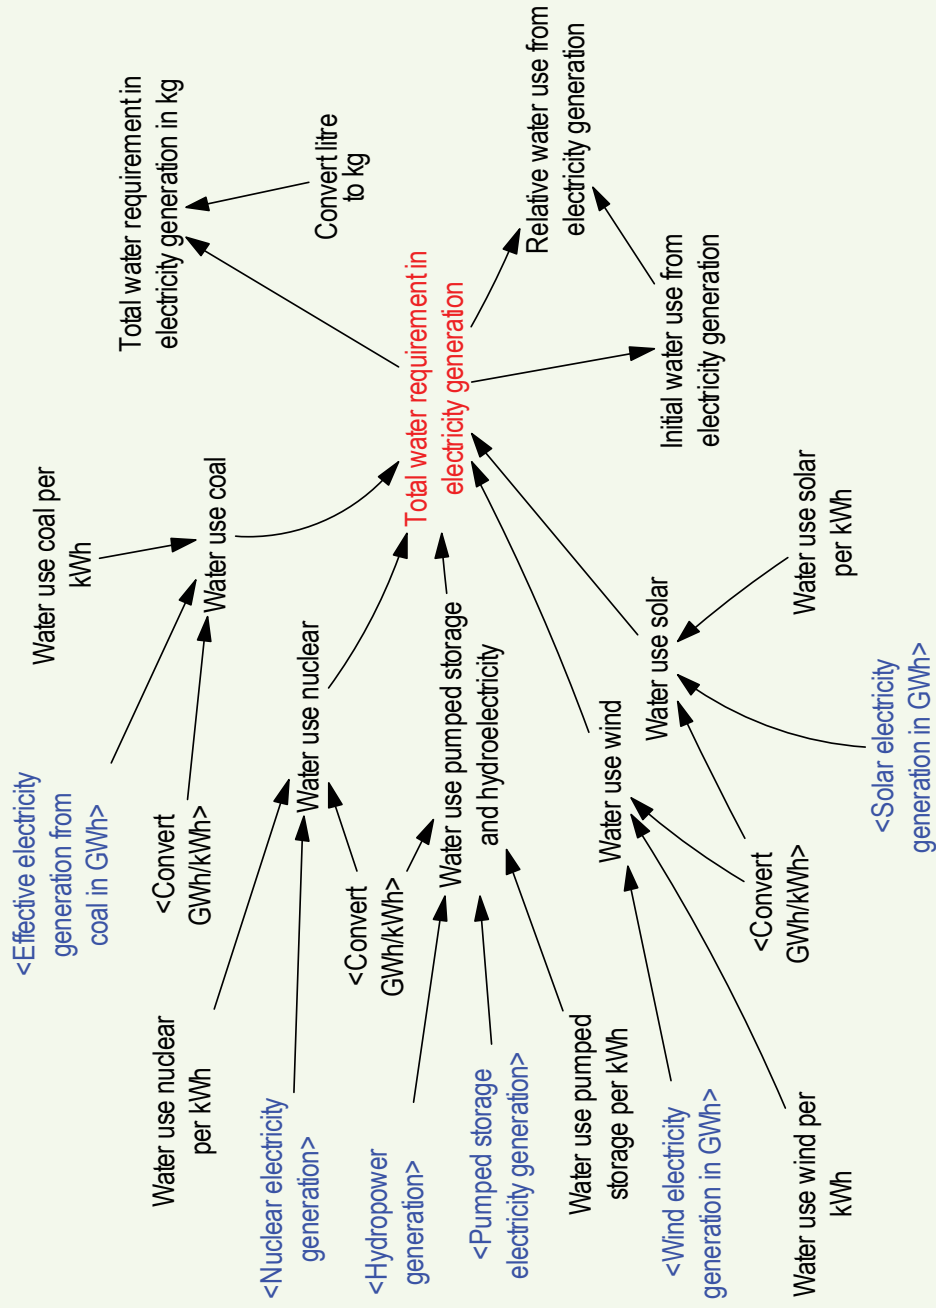 <Effective electricity
generation from
coal in GWh>
Water use coal per
kWh
Total water requirement in
electricity generation in kg
<Convert
GWh/kWh>
Water use coal
Convert litre
to kg
Water use nuclear
per kWh
Water use nuclear
<Nuclear electricity
generation>
<Convert
GWh/kWh>
Total water requirement in
electricity generation
<Hydropower
generation>
Water use pumped storage
and hydroelectricity
Relative water use from
electricity generation
<Pumped storage
electricity generation>
Water use pumped
storage per kWh
Water use wind
Initial water use from
electricity generation
<Wind electricity
generation in GWh>
Water use solar
<Convert
GWh/kWh>
Water use solar
per kWh
Water use wind per
kWh
<Solar electricity
generation in GWh>